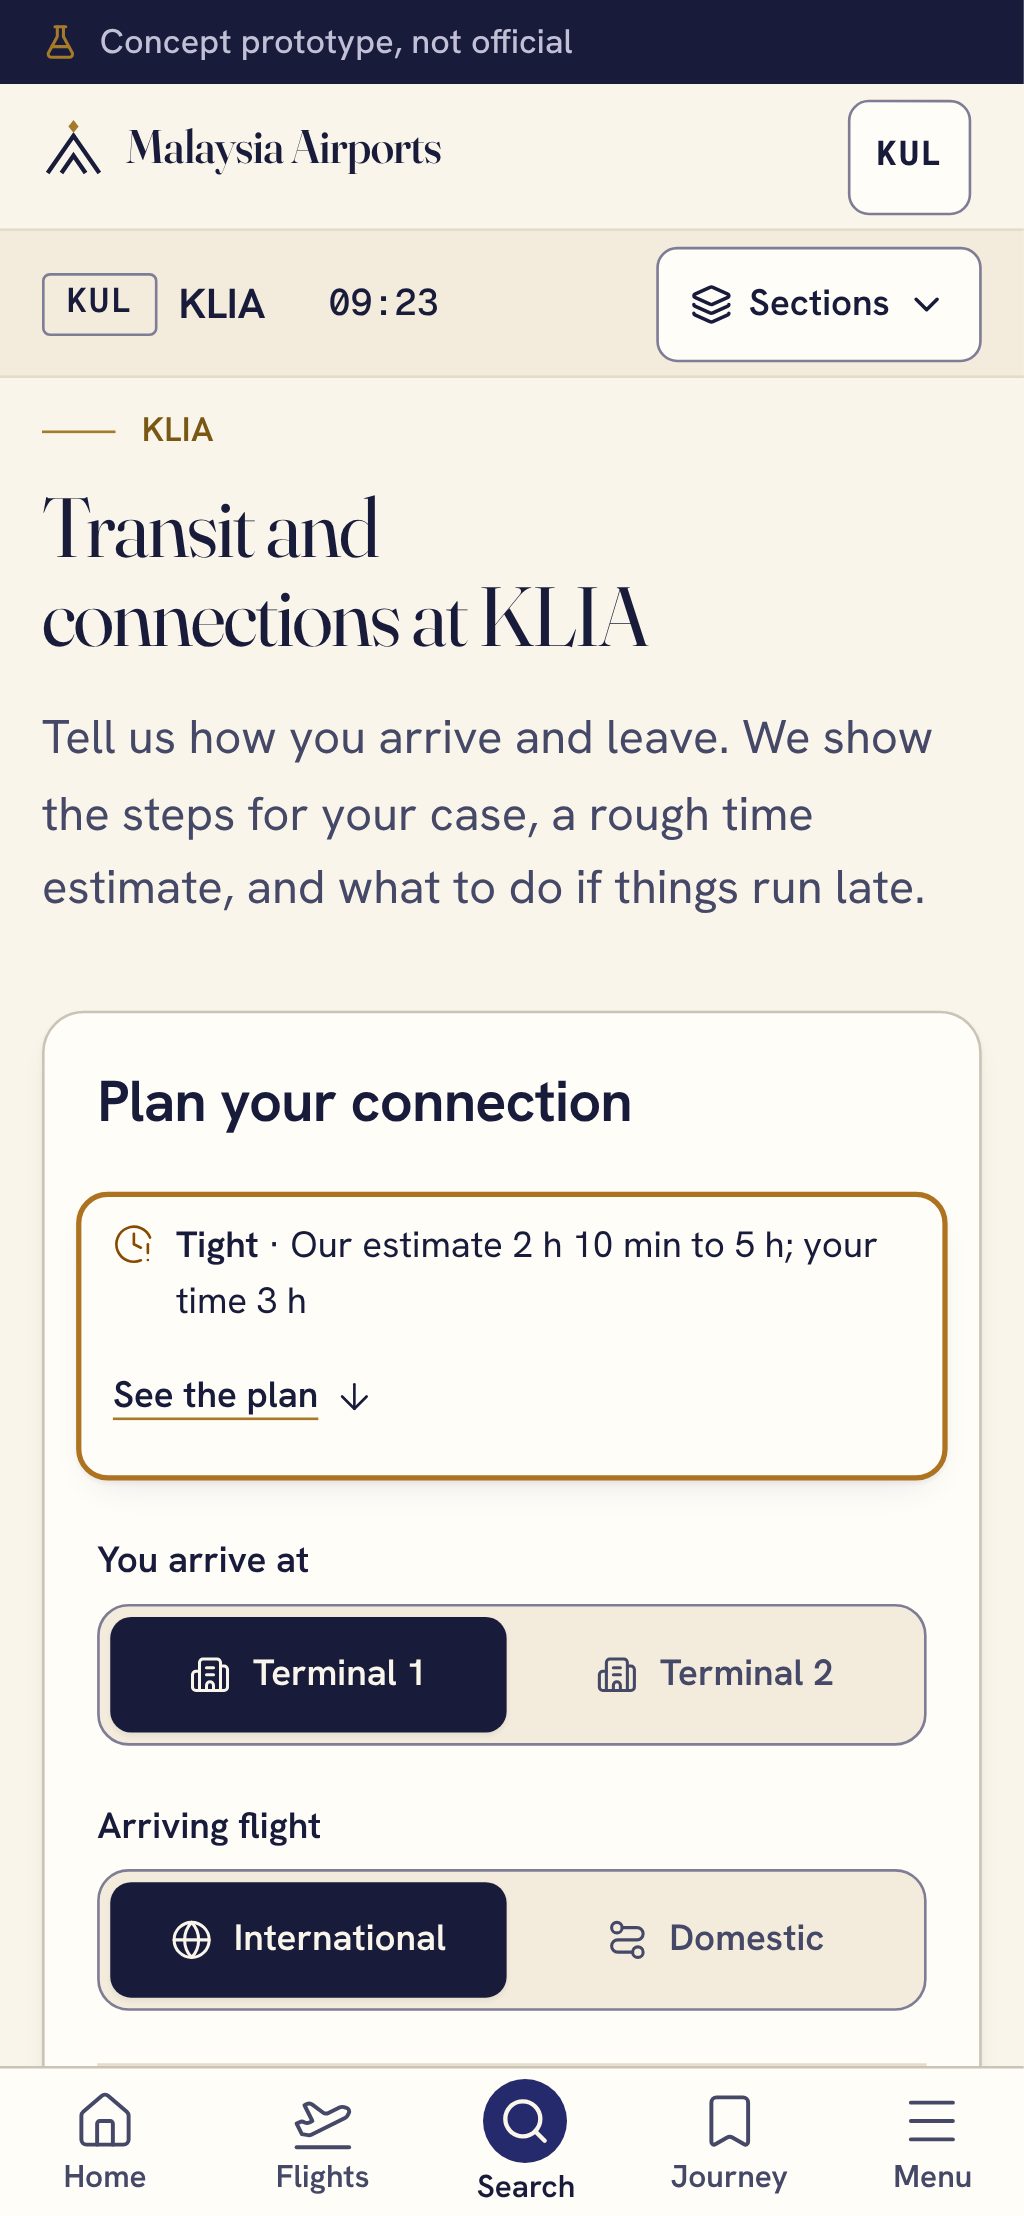 Concept prototype, not official
Malaysia Airports
KUL
KUL KLIA 09:23
Sections
KLIA
Transit and
connections at KLIA
Tell us how you arrive and leave. We show
the steps for your case, a rough time
estimate, and what to do if things run late.
Plan your connection
Tight · Our estimate 2 h 10 min to 5 h; your
time 3 h
See the plan
You arrive at
Terminal 1
Terminal 2
Arriving flight
International
Domestic
Home
Flights
Search
Journey
Menu